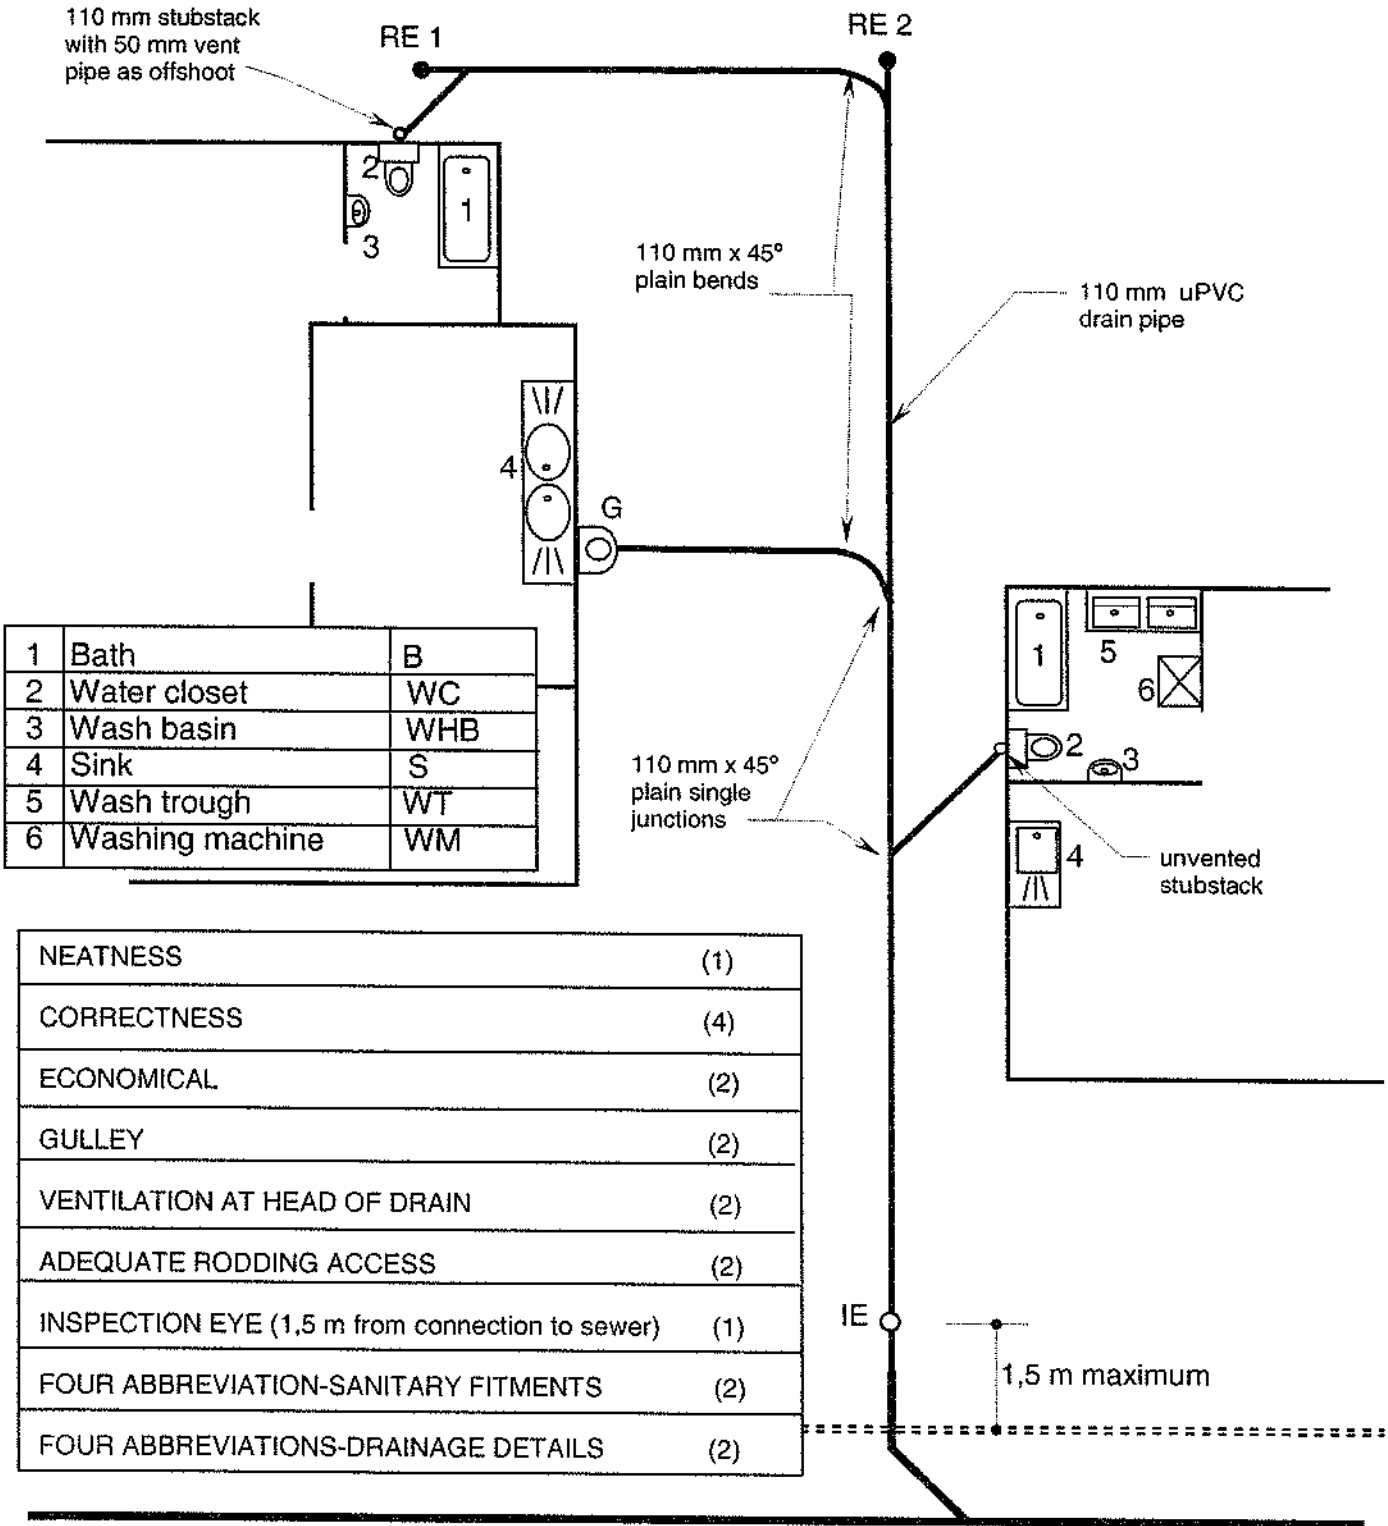 110 mm stubstack
with 50 mm vent
pipe as offshoot
RE 1
RE 2
2
1
3
110 mm x 45°
plain bends
110 mm uPVC
drain pipe
4
G
1 Bath B
2 Water closet WC
3 Wash basin WHB
4 Sink S
5 Wash trough WT
6 Washing machine WM
1
5
6
2
3
110 mm x 45°
plain single
junctions
4
unvented
stubstack
NEATNESS (1)
CORRECTNESS (4)
ECONOMICAL (2)
GULLEY (2)
VENTILATION AT HEAD OF DRAIN (2)
ADEQUATE RODDING ACCESS (2)
INSPECTION EYE (1,5 m from connection to sewer) (1)
FOUR ABBREVIATION-SANITARY FITMENTS (2)
FOUR ABBREVIATIONS-DRAINAGE DETAILS (2)
IE
1,5 m maximum